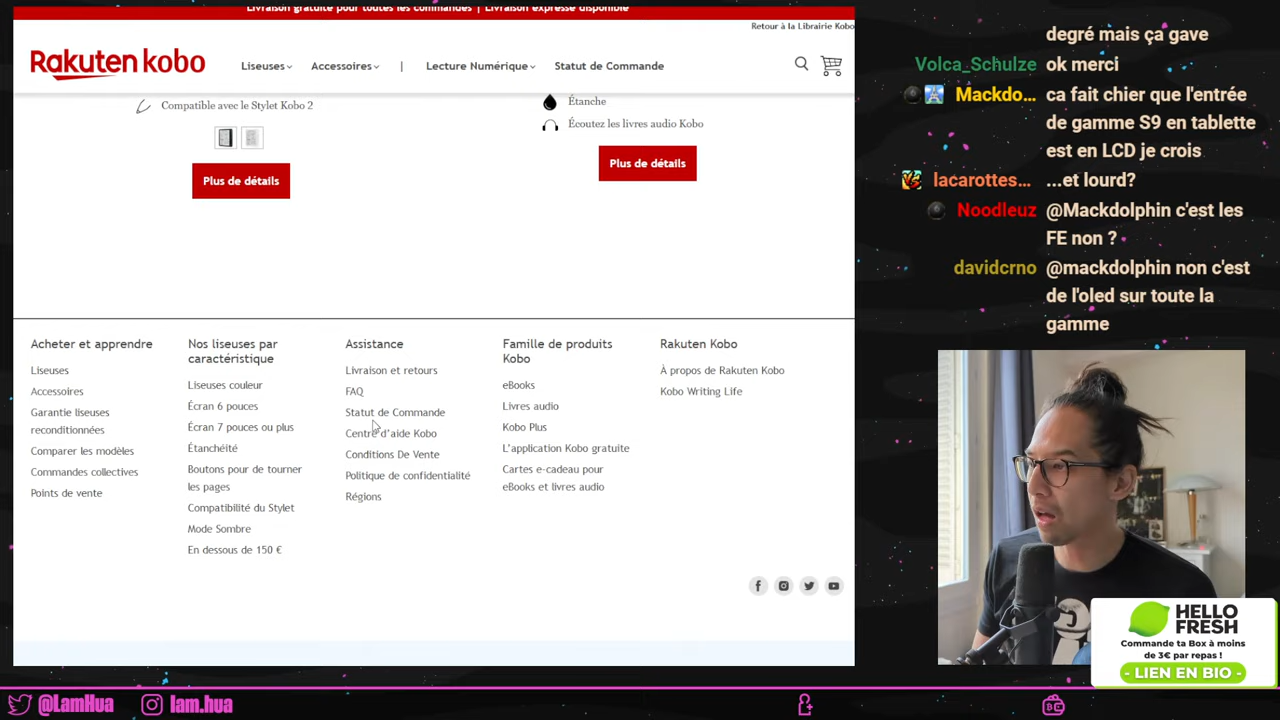 Livraison gratuite pour toutes les commandes | Livraison expresse disponible
Retour à la Librairie Kobo
Rakuten kobo
Liseuses
Accessoires
|
Lecture Numérique
Statut de Commande
Compatible avec le Stylet Kobo 2
Plus de détails
Étanche
Écoutez les livres audio Kobo
Plus de détails
Acheter et apprendre
Liseuses
Accessoires
Garantie liseuses
reconditionnées
Comparer les modèles
Commandes collectives
Points de vente
Nos liseuses par
caractéristique
Liseuses couleur
Écran 6 pouces
Écran 7 pouces ou plus
Étanchéité
Boutons pour de tourner
les pages
Compatibilité du Stylet
Mode Sombre
En dessous de 150 €
Assistance
Livraison et retours
FAQ
Statut de Commande
Centre d'aide Kobo
Conditions De Vente
Politique de confidentialité
Régions
Famille de produits
Kobo
eBooks
Livres audio
Kobo Plus
L'application Kobo gratuite
Cartes e-cadeau pour
eBooks et livres audio
Rakuten Kobo
À propos de Rakuten Kobo
Kobo Writing Life
degré mais ça gave
Volca_Schulze ok merci
Mackdo... ca fait chier que l'entrée
de gamme S9 en tablette
est en LCD je crois
lacarottes... ...et lourd?
Noodleuz @Mackdolphin c'est les
FE non ?
davidcrno @mackdolphin non c'est
de l'oled sur toute la
gamme
HELLO
FRESH
Commande ta Box à moins
de 3€ par repas !
- LIEN EN BIO -
@LamHua
lam.hua